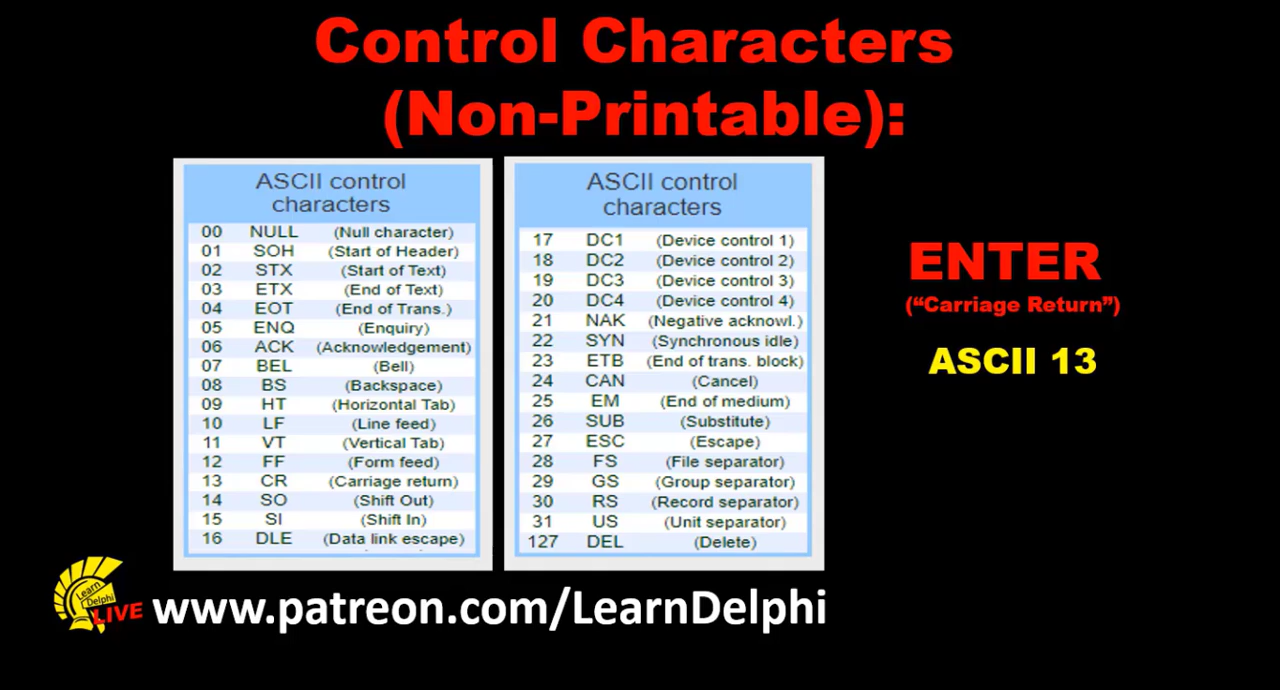 Control Characters
(Non-Printable):
ASCII control
characters
00 NULL (Null character)
01 SOH (Start of Header)
02 STX (Start of Text)
03 ETX (End of Text)
04 EOT (End of Trans.)
05 ENQ (Enquiry)
06 ACK (Acknowledgement)
07 BEL (Bell)
08 BS (Backspace)
09 HT (Horizontal Tab)
10 LF (Line feed)
11 VT (Vertical Tab)
12 FF (Form feed)
13 CR (Carriage return)
14 SO (Shift Out)
15 SI (Shift In)
16 DLE (Data link escape)
ASCII control
characters
17 DC1 (Device control 1)
18 DC2 (Device control 2)
19 DC3 (Device control 3)
20 DC4 (Device control 4)
21 NAK (Negative acknowl.)
22 SYN (Synchronous idle)
23 ETB (End of trans. block)
24 CAN (Cancel)
25 EM (End of medium)
26 SUB (Substitute)
27 ESC (Escape)
28 FS (File separator)
29 GS (Group separator)
30 RS (Record separator)
31 US (Unit separator)
127 DEL (Delete)
ENTER
(“Carriage Return”)
ASCII 13
Learn
Delphi
LIVE
www.patreon.com/LearnDelphi